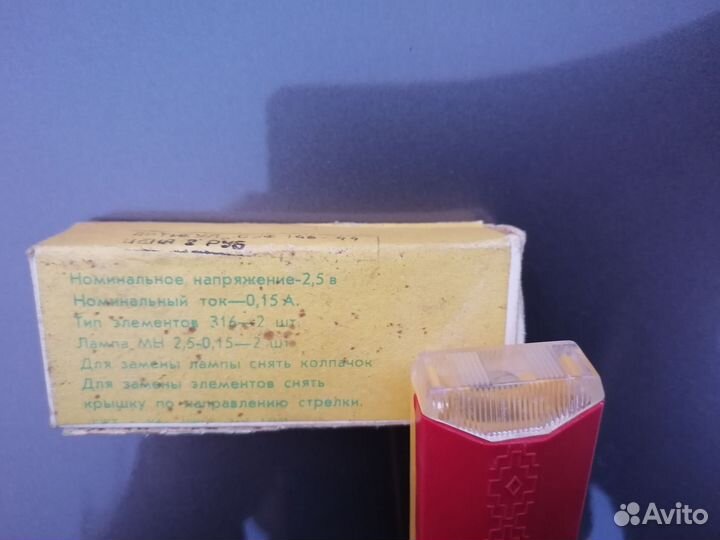 ЦЕНА 2 РУБ
Номинальное напряжение-2,5 в
Номинальный ток—0,15 А.
Тип элементов 316—2 шт.
Лампа МН 2,5-0,15—2 шт
Для замены лампы снять колпачок
Для замены элементов снять
крышку по направлению стрелки.
Avito